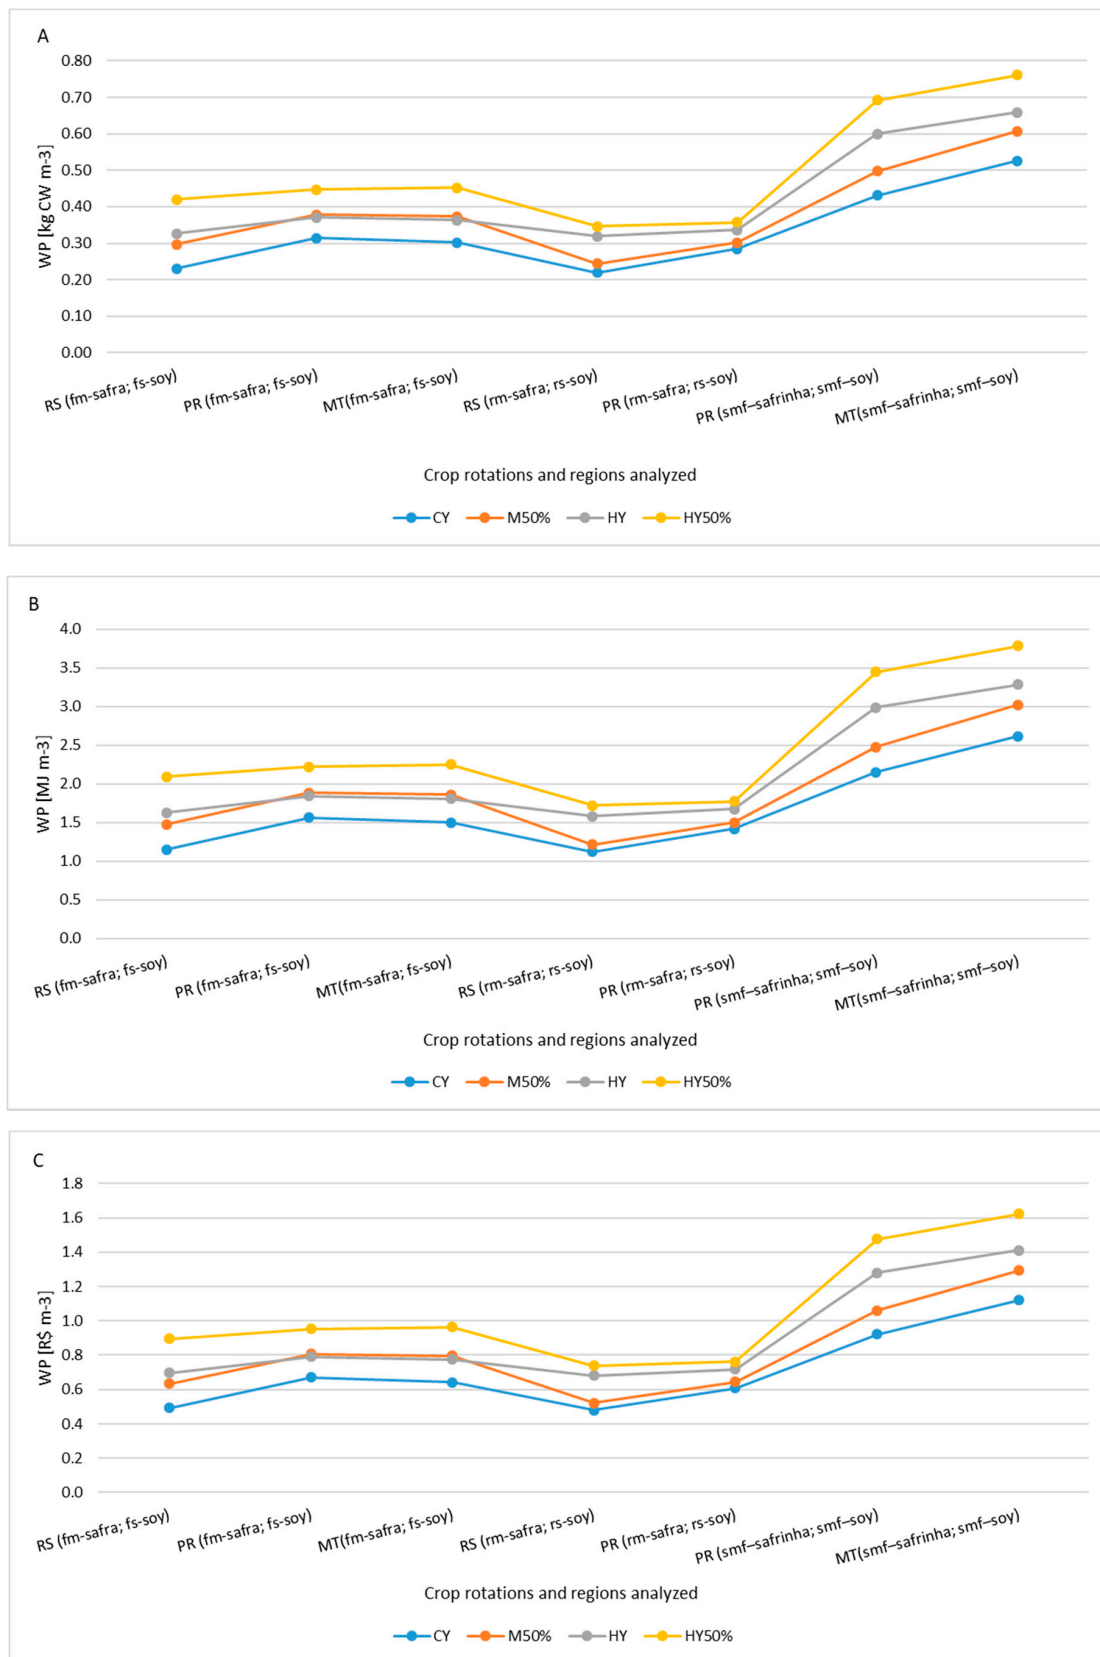 A
0.80
0.70
0.60
0.50
0.40
0.30
0.20
0.10
0.00
WP [kg CW m-3]
RS (fm-safra; fs-soy)
PR (fm-safra; fs-soy)
MT(fm-safra; fs-soy)
RS (rm-safra; rs-soy)
PR (rm-safra; rs-soy)
PR (smf–safrinha; smf–soy)
MT(smf–safrinha; smf–soy)
Crop rotations and regions analyzed
CY M50% HY HY50%
B
4.0
3.5
3.0
2.5
2.0
1.5
1.0
0.5
0.0
WP [MJ m-3]
RS (fm-safra; fs-soy)
PR (fm-safra; fs-soy)
MT(fm-safra; fs-soy)
RS (rm-safra; rs-soy)
PR (rm-safra; rs-soy)
PR (smf–safrinha; smf–soy)
MT(smf–safrinha; smf–soy)
Crop rotations and regions analyzed
CY M50% HY HY50%
C
1.8
1.6
1.4
1.2
1.0
0.8
0.6
0.4
0.2
0.0
WP [R$ m-3]
RS (fm-safra; fs-soy)
PR (fm-safra; fs-soy)
MT(fm-safra; fs-soy)
RS (rm-safra; rs-soy)
PR (rm-safra; rs-soy)
PR (smf–safrinha; smf–soy)
MT(smf–safrinha; smf–soy)
Crop rotations and regions analyzed
CY M50% HY HY50%